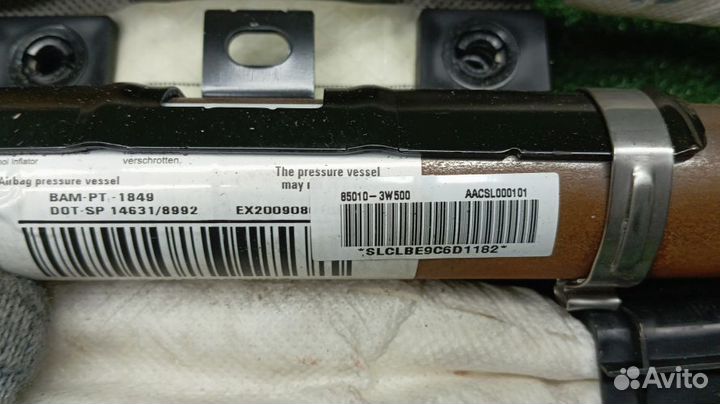 nol inflator verschrotten.
Airbag pressure vessel
The pressure vessel
may
BAM-PT - 1849
DOT-SP 14631/8992 EX200908
85010-3W500 AACSL000101
*SLCLBE9C6D1182*
Avito